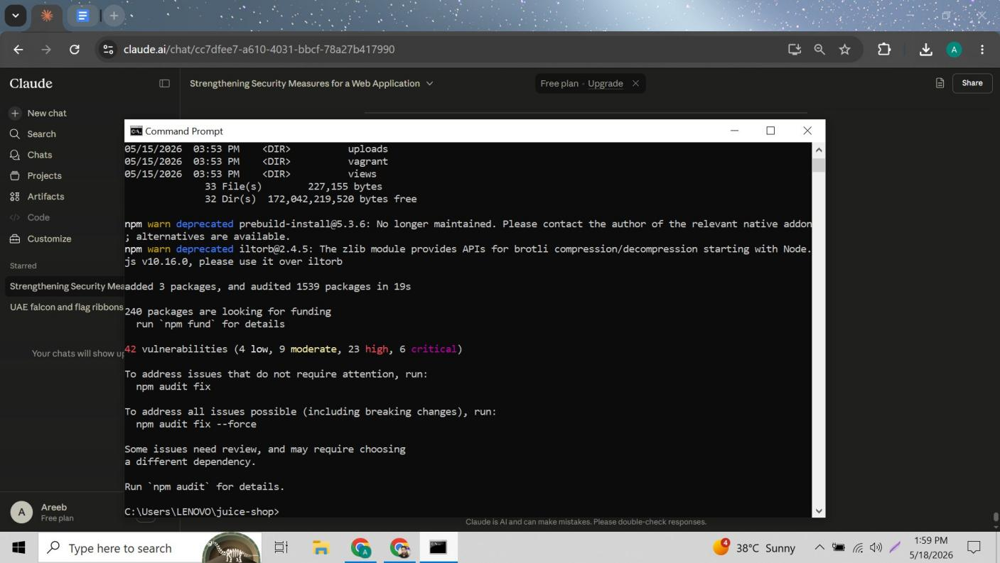 claude.ai/chat/cc7dfee7-a610-4031-bbcf-78a27b417990
A
Claude
Strengthening Security Measures for a Web Application
Free plan · Upgrade
Share
New chat
Search
Chats
Projects
Artifacts
Code
Customize
Starred
Strengthening Security Mea
UAE falcon and flag ribbons
Your chats will show up
A
Areeb
Free plan
Command Prompt
05/15/2026  03:53 PM    <DIR>          uploads
05/15/2026  03:53 PM    <DIR>          vagrant
05/15/2026  03:53 PM    <DIR>          views
33 File(s)        227,155 bytes
32 Dir(s)  172,042,219,520 bytes free
npm warn deprecated prebuild-install@5.3.6: No longer maintained. Please contact the author of the relevant native addon
; alternatives are available.
npm warn deprecated iltorb@2.4.5: The zlib module provides APIs for brotli compression/decompression starting with Node.
js v10.16.0, please use it over iltorb
added 3 packages, and audited 1539 packages in 19s
240 packages are looking for funding
run `npm fund` for details
42 vulnerabilities (4 low, 9 moderate, 23 high, 6 critical)
To address issues that do not require attention, run:
npm audit fix
To address all issues possible (including breaking changes), run:
npm audit fix --force
Some issues need review, and may require choosing
a different dependency.
Run `npm audit` for details.
C:\Users\LENOVO\juice-shop>
Claude is AI and can make mistakes. Please double-check responses.
Type here to search
A
4
38°C Sunny
1:59 PM
5/18/2026